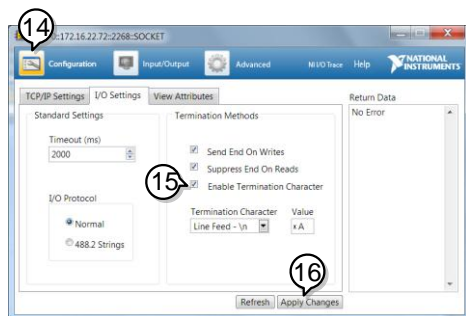 14
::172.16.22.72::2268::SOCKET
Configuration Input/Output Advanced NI I/O Trace Help NATIONAL INSTRUMENTS
TCP/IP Settings I/O Settings View Attributes Return Data
Standard Settings Termination Methods No Error
Timeout (ms)
2000
Send End On Writes
Suppress End On Reads
15 Enable Termination Character
I/O Protocol
Termination Character Value
Normal
Line Feed - \n xA
488.2 Strings
16
Refresh Apply Changes